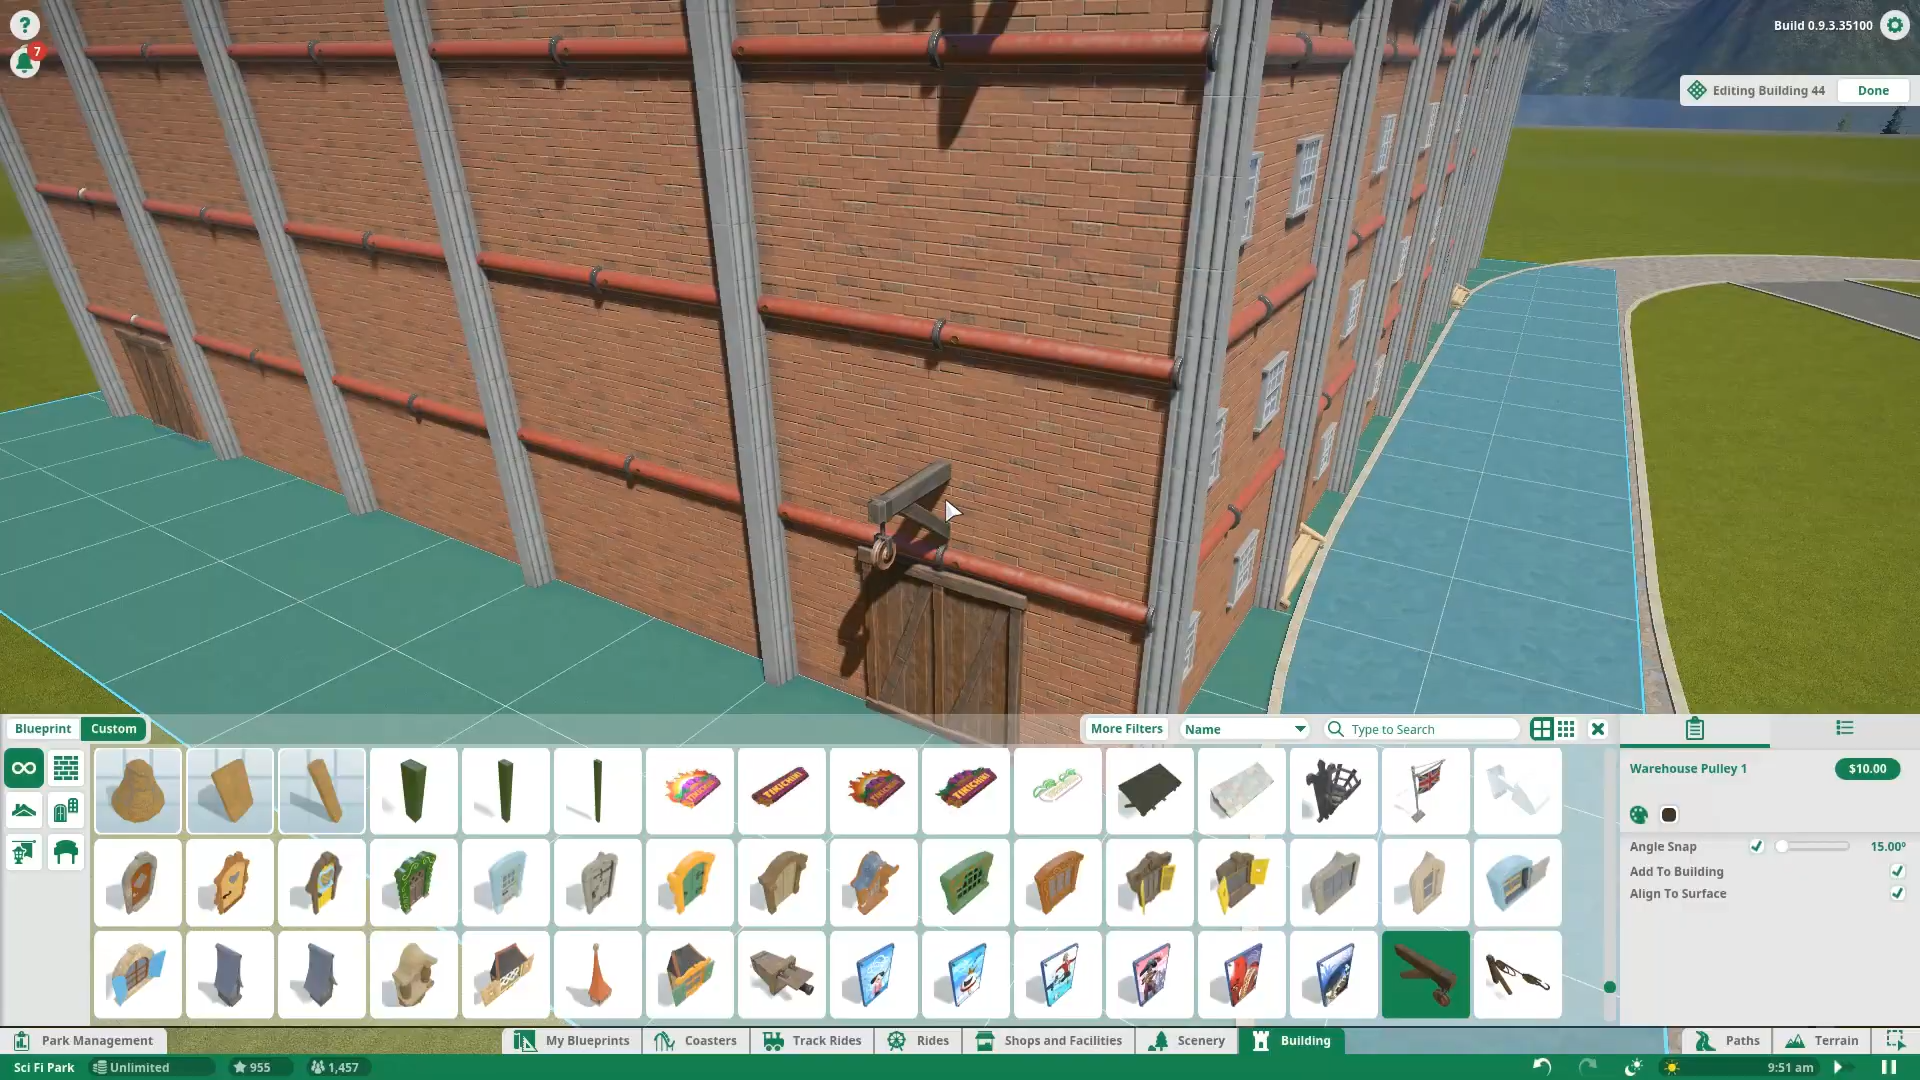 ?
7
Build 0.9.3.35100
Editing Building 44
Done
Blueprint
Custom
More Filters
Name
Type to Search
Warehouse Pulley 1
$10.00
Angle Snap
15.00°
Add To Building
Align To Surface
TIKICHIKI
Park Management
My Blueprints
Coasters
Track Rides
Rides
Shops and Facilities
Scenery
Building
Paths
Terrain
Sci Fi Park
Unlimited
955
1,457
9:51 am